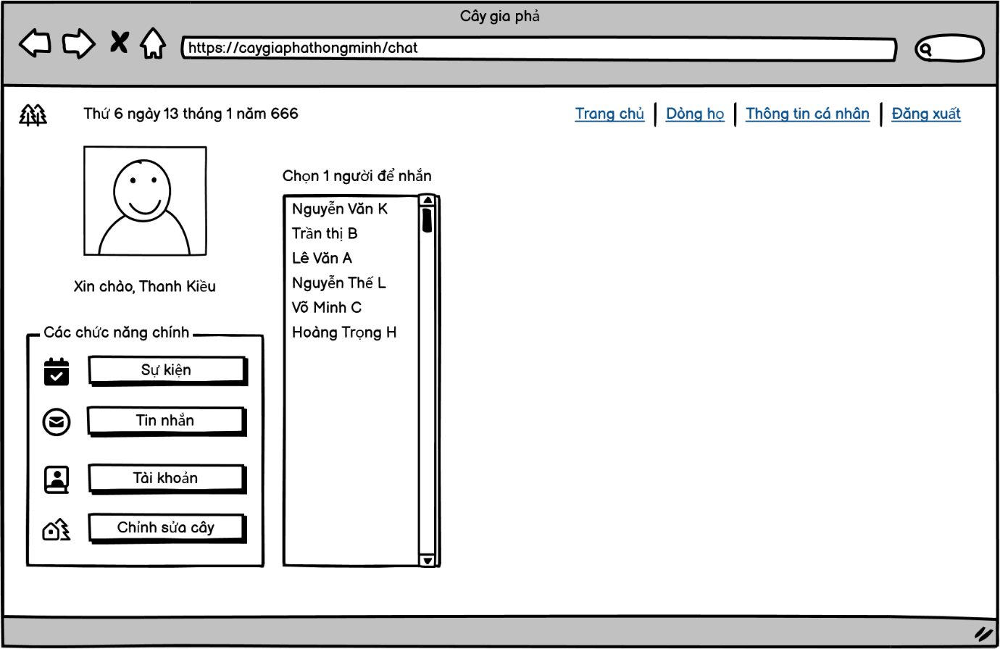 Cây gia phả
https://caygiaphathongminh/chat
Thứ 6 ngày 13 tháng 1 năm 666
Trang chủ
Dòng họ
Thông tin cá nhân
Đăng xuất
Xin chào, Thanh Kiều
Các chức năng chính
Sự kiện
Tin nhắn
Tài khoản
Chỉnh sửa cây
Chọn 1 người để nhắn
Nguyễn Văn K
Trần thị B
Lê Văn A
Nguyễn Thế L
Võ Minh C
Hoàng Trọng H